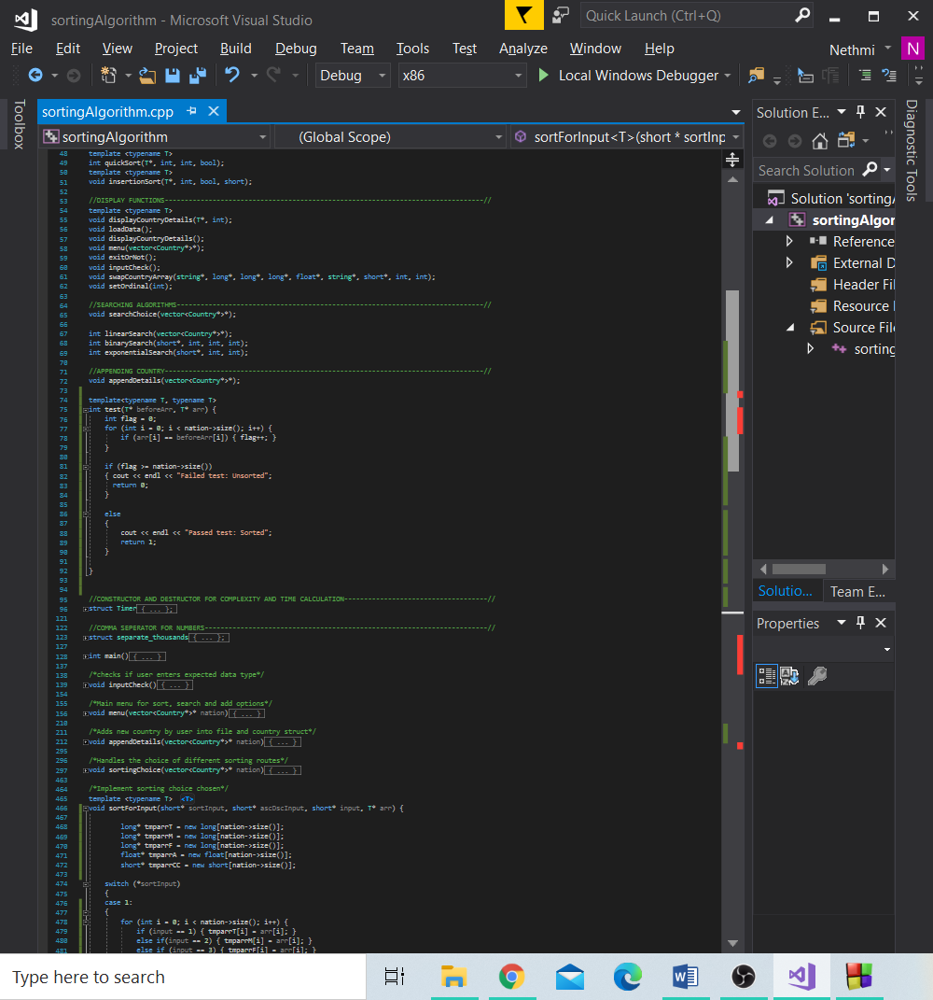 sortingAlgorithm - Microsoft Visual Studio
Quick Launch (Ctrl+Q)
File Edit View Project Build Debug Team Tools Test Analyze Window Help
Nethmi N
Debug x86 Local Windows Debugger
Toolbox
sortingAlgorithm.cpp
sortingAlgorithm (Global Scope) sortForInput<T>(short * sortInp
48 template <typename T>
49 int quickSort(T*, int, int, bool);
50 template <typename T>
51 void insertionSort(T*, int, bool, short);
52
53 //DISPLAY FUNCTIONS--------------------------------------------------------------------------------//
54 template <typename T>
55 void displayCountryDetails(T*, int);
56 void loadData();
57 void displayCountryDetails();
58 void menu(vector<Country*>*);
59 void exitOrNot();
60 void inputCheck();
61 void swapCountryArray(string*, long*, long*, long*, float*, string*, short*, int, int);
62 void setOrdinal(int);
63
64 //SEARCHING ALGORITHMS-----------------------------------------------------------------------------//
65 void searchChoice(vector<Country*>*);
66
67 int linearSearch(vector<Country*>*);
68 int binarySearch(short*, int, int, int);
69 int exponentialSearch(short*, int, int);
70
71 //APPENDING COUNTRY--------------------------------------------------------------------------------//
72 void appendDetails(vector<Country*>*);
73
74 template<typename T, typename T>
75 int test(T* beforeArr, T* arr) {
76 int flag = 0;
77 for (int i = 0; i < nation->size(); i++) {
78 if (arr[i] == beforeArr[i]) { flag++; }
79 }
80
81 if (flag >= nation->size())
82 { cout << endl << "Failed test: Unsorted";
83 return 0;
84 }
85
86 else
87 {
88 cout << endl << "Passed test: Sorted";
89 return 1;
90 }
91
92 }
93
94
95 //CONSTRUCTOR AND DESTRUCTOR FOR COMPLEXITY AND TIME CALCULATION------------------------------------//
96 struct Timer{ ... };
121
122 //COMMA SEPERATOR FOR NUMBERS-----------------------------------------------------------------------//
123 struct separate_thousands{ ... };
127
128 int main(){ ... }
137
138 /*checks if user enters expected data type*/
139 void inputCheck(){ ... }
154
155 /*Main menu for sort, search and add options*/
156 void menu(vector<Country*>* nation){ ... }
210
211 /*Adds new country by user into file and country struct*/
212 void appendDetails(vector<Country*>* nation){ ... }
295
296 /*Handles the choice of different sorting routes*/
297 void sortingChoice(vector<Country*>* nation){ ... }
463
464 /*Implement sorting choice chosen*/
465 template <typename T> <T>
466 void sortForInput(short* sortInput, short* ascDscInput, short* input, T* arr) {
467
468 long* tmparrT = new long[nation->size()];
469 long* tmparrM = new long[nation->size()];
470 long* tmparrF = new long[nation->size()];
471 float* tmparrA = new float[nation->size()];
472 short* tmparrCC = new short[nation->size()];
473
474 switch (*sortInput)
475 {
476 case 1:
477 {
478 for (int i = 0; i < nation->size(); i++) {
479 if (input == 1) { tmparrT[i] = arr[i]; }
480 else if(input == 2) { tmparrM[i] = arr[i]; }
481 else if (input == 3) { tmparrF[i] = arr[i]; }
Solution E...
Search Solution
Solution 'sorting
sortingAlgor
Reference
External D
Header Fil
Resource
Source File
sorting
Solutio... Team E...
Properties
Diagnostic Tools
Type here to search